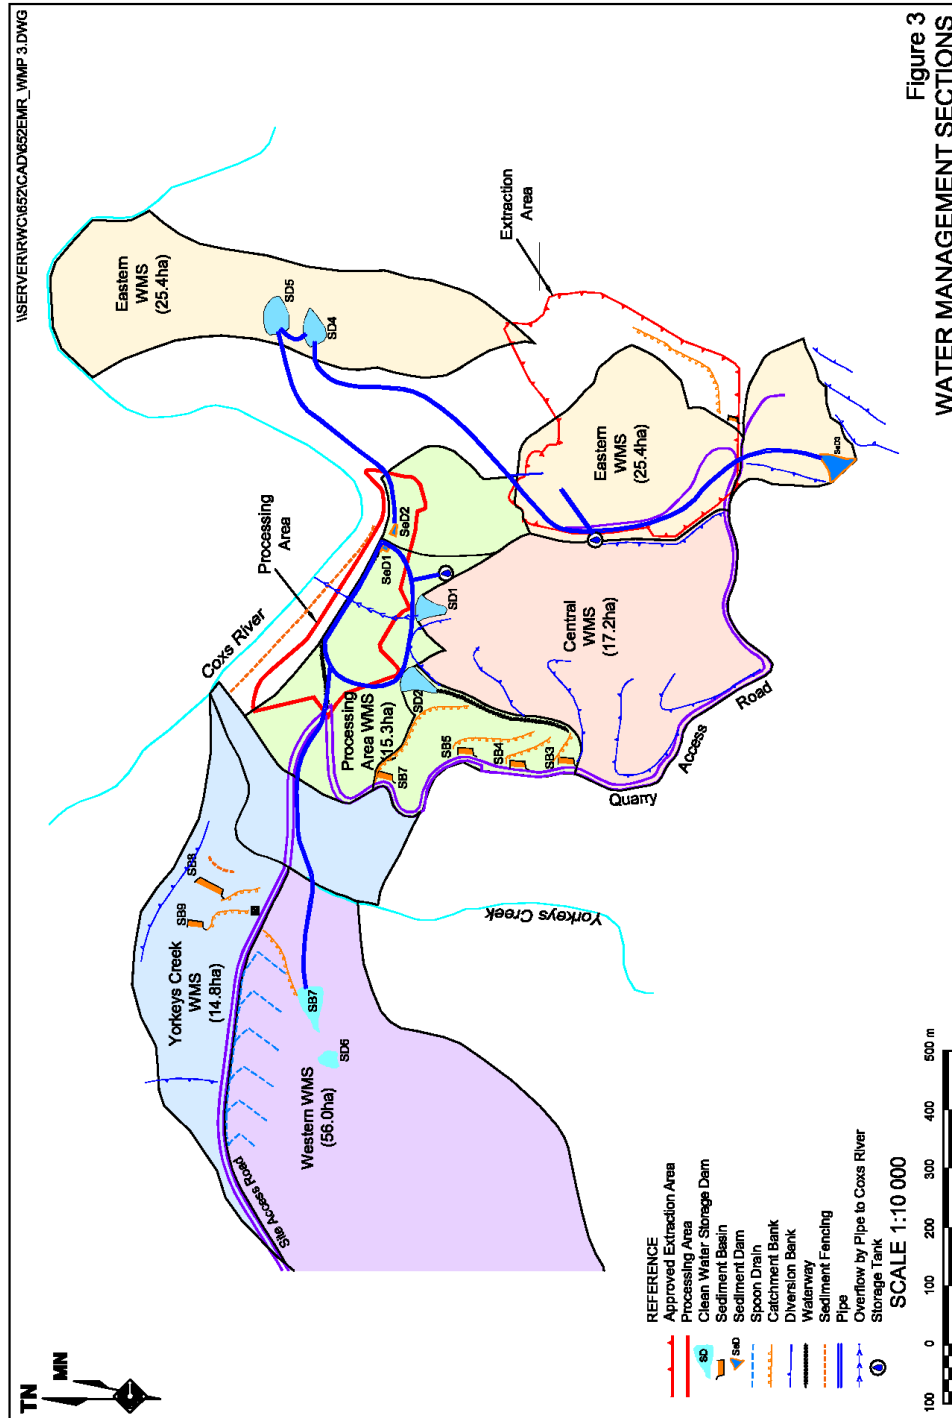 \\SERVER\RWC\652\CAD\652EMR_WMP 3.DWG
TN
MN
Eastern
WMS
(25.4ha)
SD5
SD4
Extraction
Area
Processing
Area
Coxs River
SeD2
SeD1
Eastern
WMS
(25.4ha)
SeD3
SD1
SD2
Central
WMS
(17.2ha)
Processing
Area WMS
(15.3ha)
SB7
SB5
SB4
SB3
Quarry
Access
Road
SB8
SB9
Yorkeys Creek
WMS
(14.8ha)
Yorkeys Creek
SB7
SD6
Western WMS
(56.0ha)
Site Access Road
REFERENCE
Approved Extraction Area
Processing Area
SD
Clean Water Storage Dam
Sediment Basin
SeD
Sediment Dam
Spoon Drain
Catchment Bank
Diversion Bank
Waterway
Sediment Fencing
Pipe
Overflow by Pipe to Coxs River
Storage Tank
SCALE 1:10 000
100 0 100 200 300 400 500 m
Figure 3
WATER MANAGEMENT SECTIONS